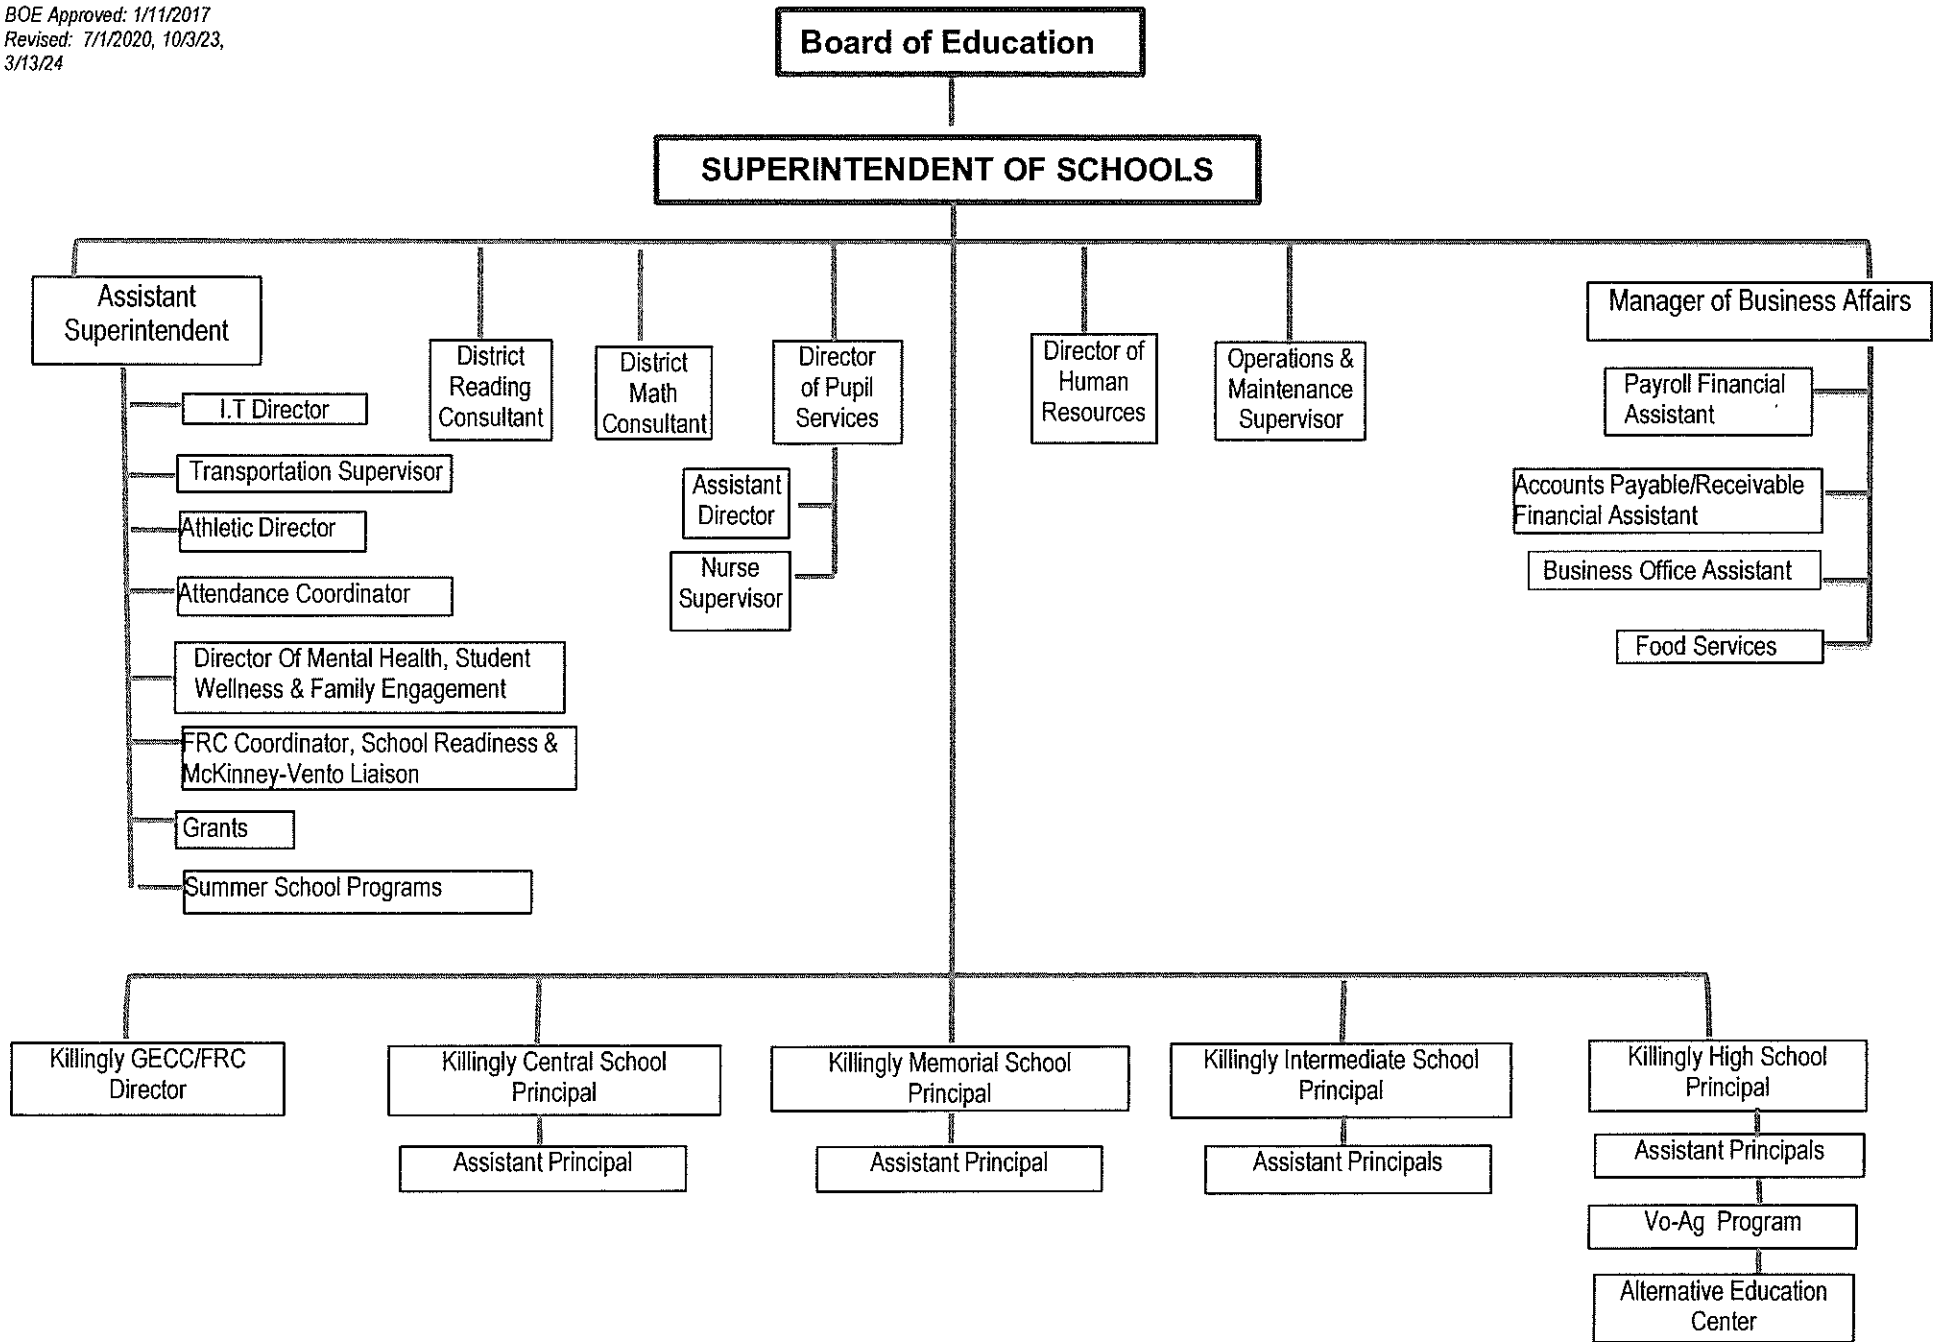 BOE Approved: 1/11/2017
Revised: 7/1/2020, 10/3/23,
3/13/24
Board of Education
SUPERINTENDENT OF SCHOOLS
Assistant
Superintendent
I.T Director
Transportation Supervisor
Athletic Director
Attendance Coordinator
Director Of Mental Health, Student
Wellness & Family Engagement
FRC Coordinator, School Readiness &
McKinney-Vento Liaison
Grants
Summer School Programs
District
Reading
Consultant
District
Math
Consultant
Director
of Pupil
Services
Assistant
Director
Nurse
Supervisor
Director of
Human
Resources
Operations &
Maintenance
Supervisor
Manager of Business Affairs
Payroll Financial
Assistant
Accounts Payable/Receivable
Financial Assistant
Business Office Assistant
Food Services
Killingly GECC/FRC
Director
Killingly Central School
Principal
Assistant Principal
Killingly Memorial School
Principal
Assistant Principal
Killingly Intermediate School
Principal
Assistant Principals
Killingly High School
Principal
Assistant Principals
Vo-Ag Program
Alternative Education
Center